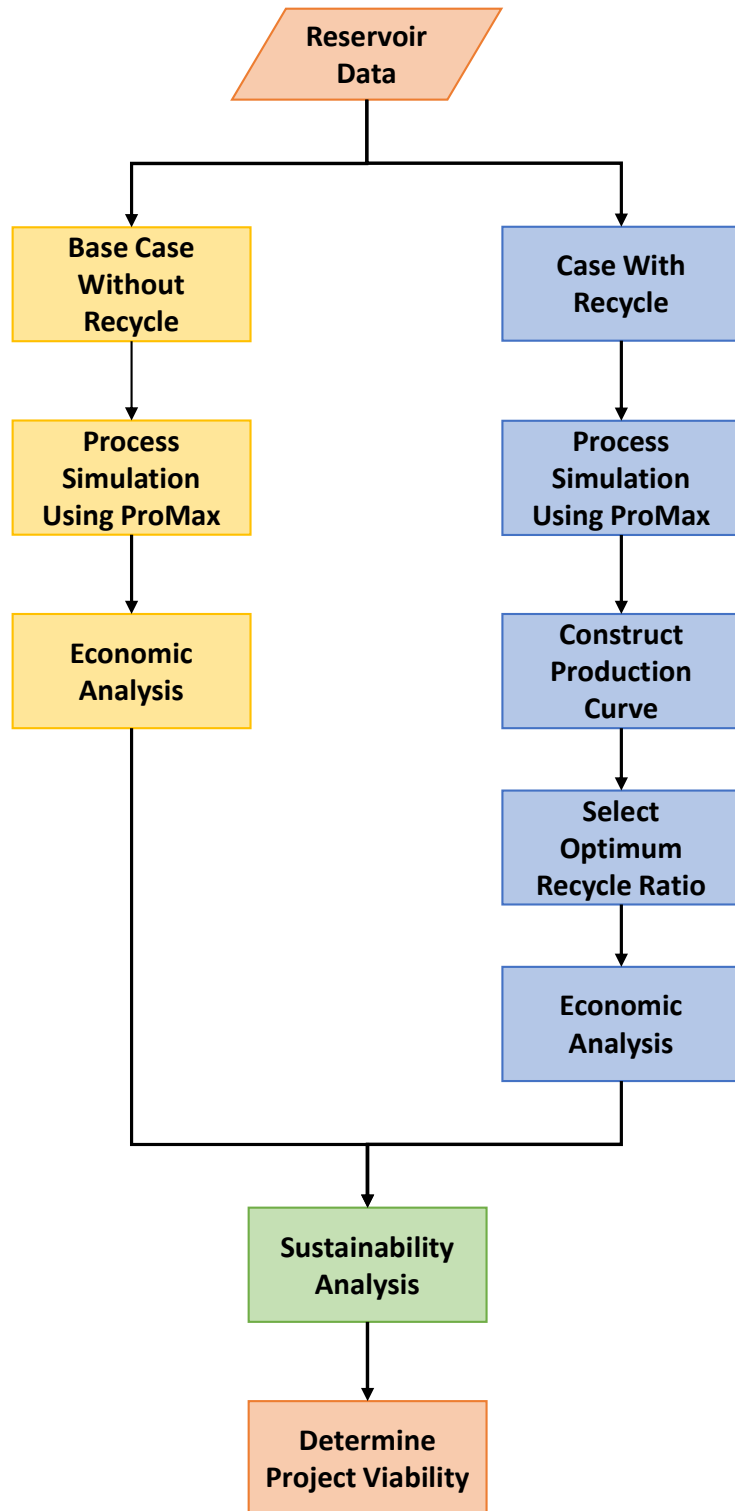 Reservoir
Data
Base Case
Without
Recycle
Process
Simulation
Using ProMax
Economic
Analysis
Case With
Recycle
Process
Simulation
Using ProMax
Construct
Production
Curve
Select
Optimum
Recycle Ratio
Economic
Analysis
Sustainability
Analysis
Determine
Project Viability